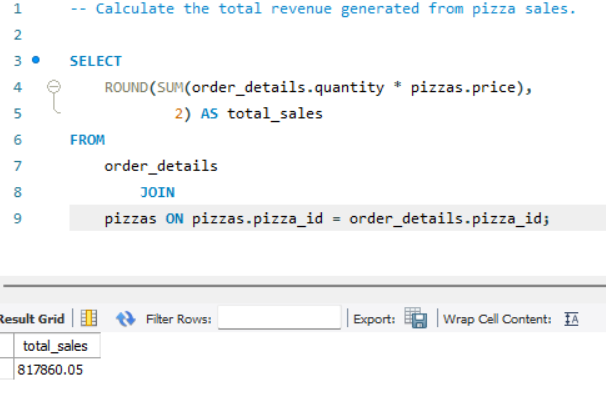 1 -- Calculate the total revenue generated from pizza sales.
2
3 SELECT
4 ROUND(SUM(order_details.quantity * pizzas.price),
5 2) AS total_sales
6 FROM
7 order_details
8 JOIN
9 pizzas ON pizzas.pizza_id = order_details.pizza_id;
Result Grid Filter Rows: Export: Wrap Cell Content: IA
total_sales
817860.05